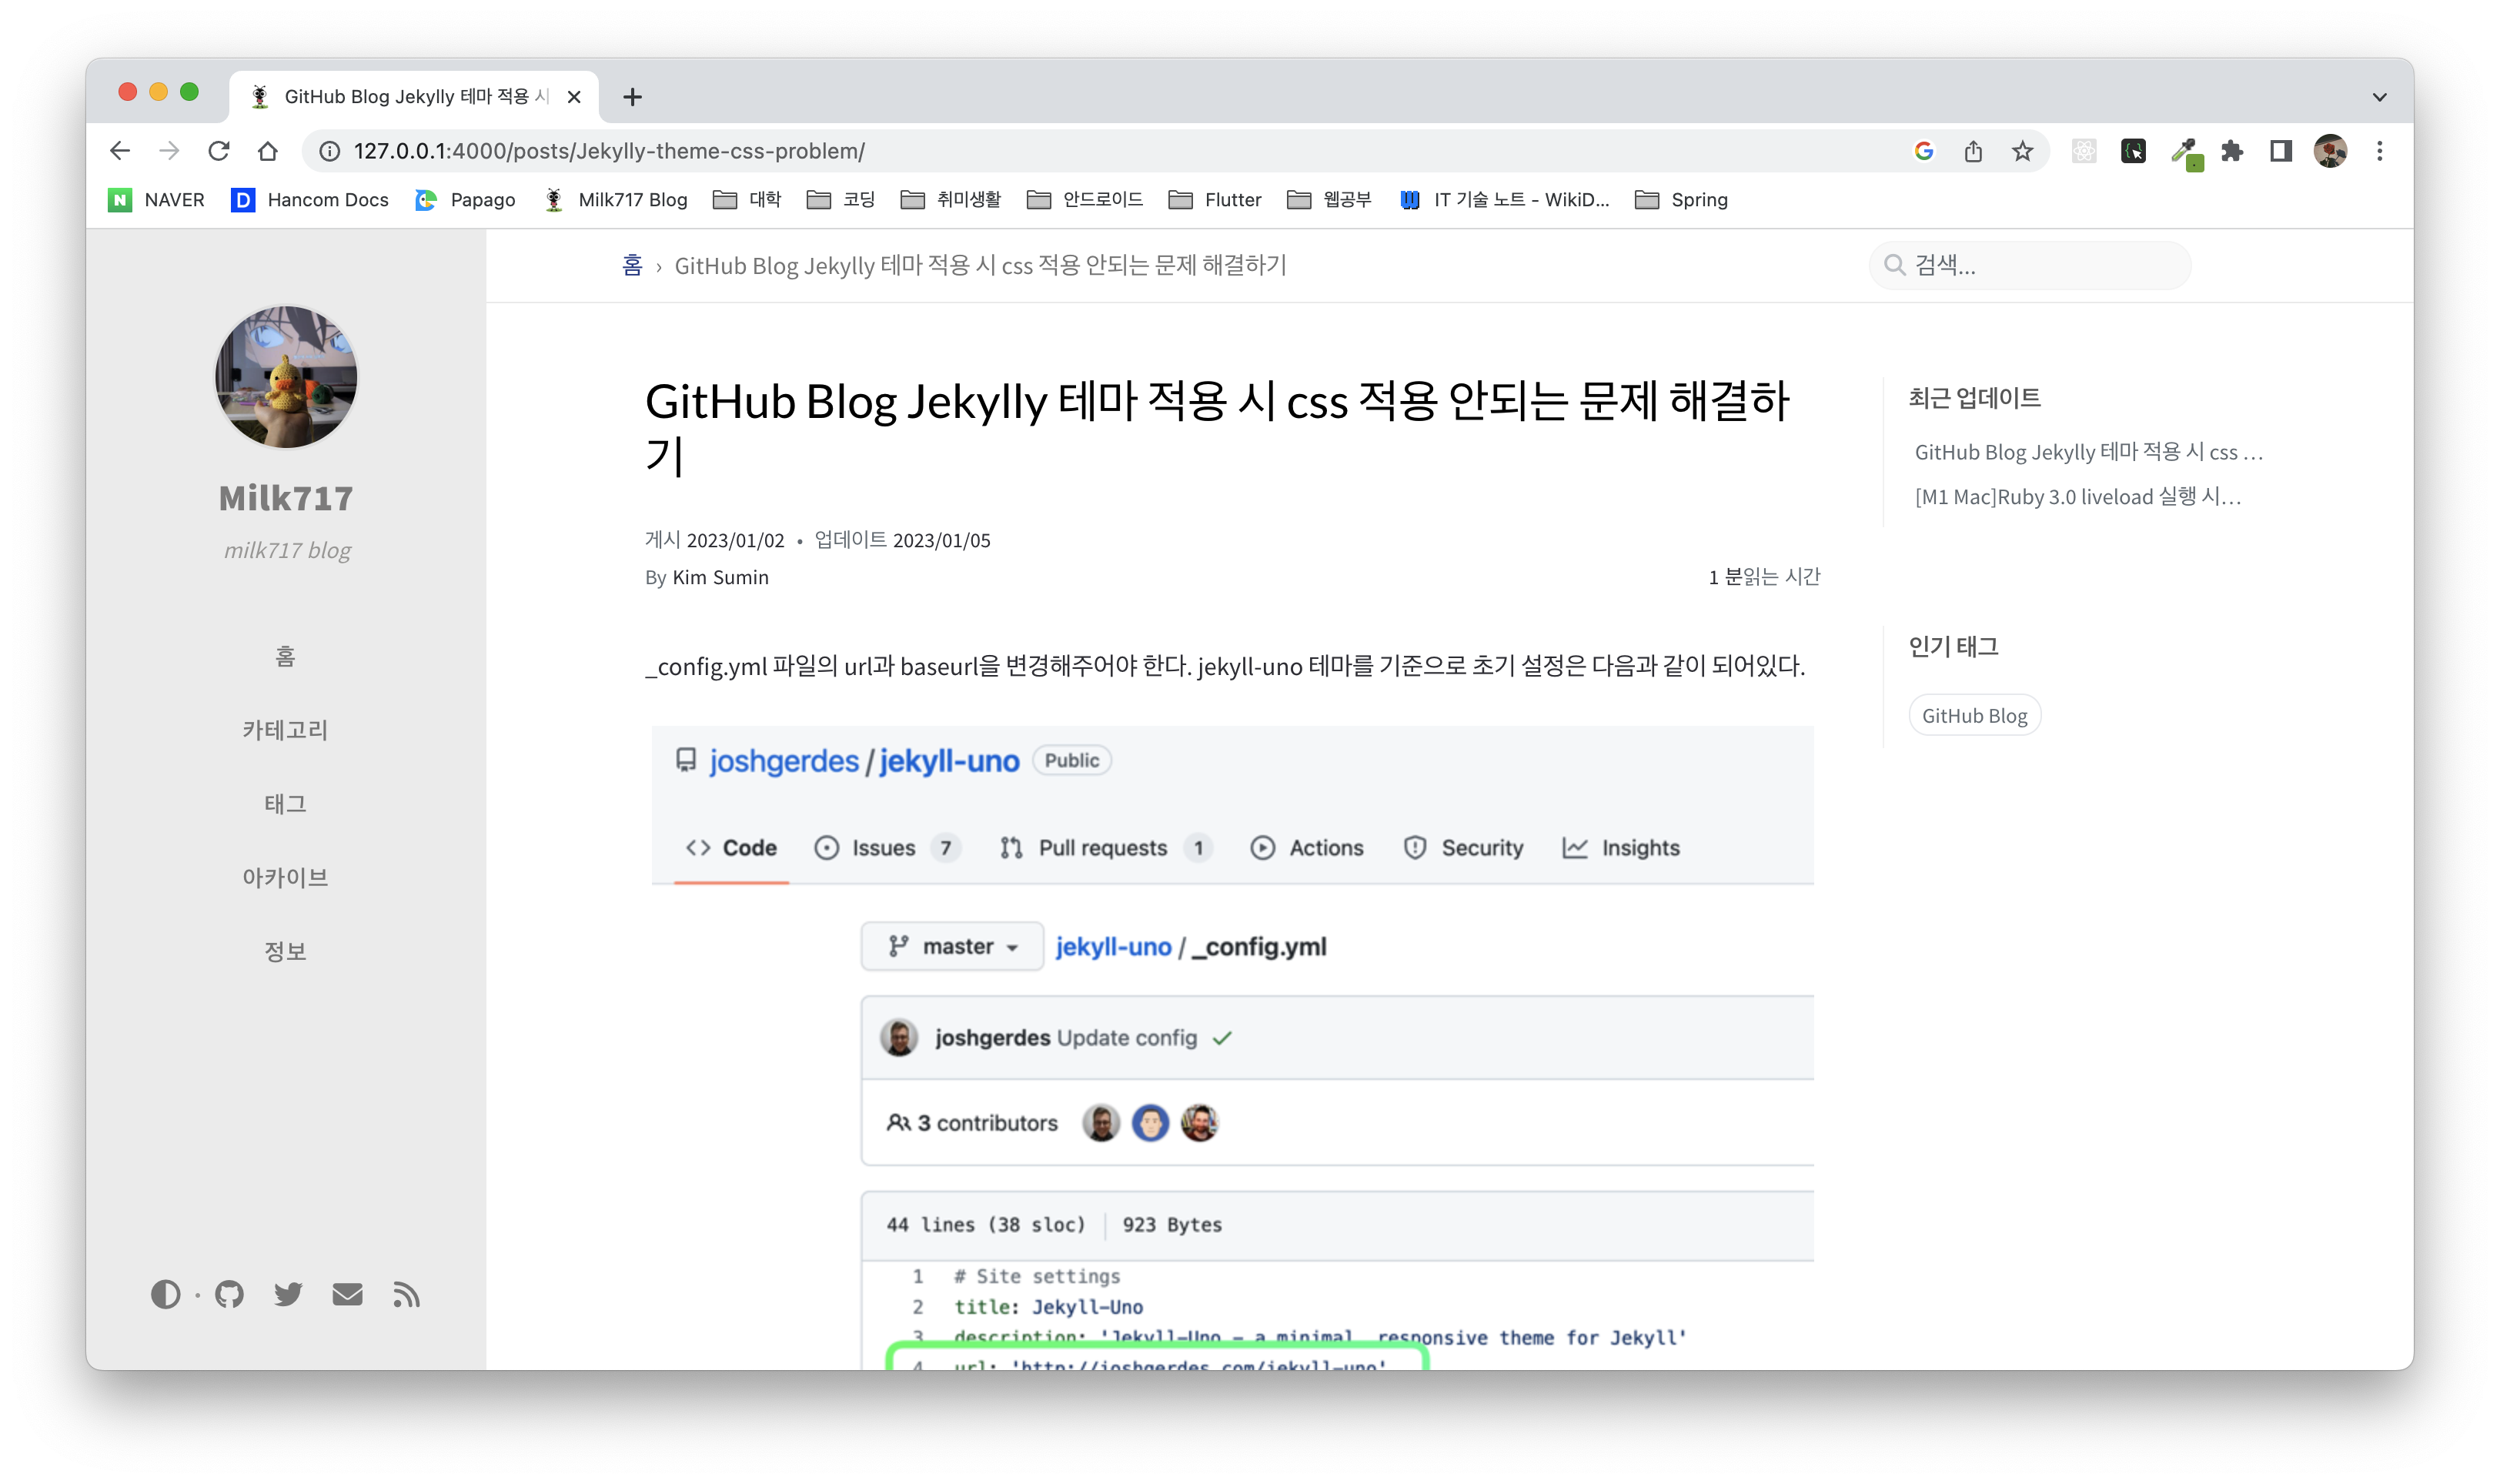 GitHub Blog Jekylly 테마 적용 시
127.0.0.1:4000/posts/Jekylly-theme-css-problem/
NAVER Hancom Docs Papago Milk717 Blog 대학 코딩 취미생활 안드로이드 Flutter 웹공부 IT 기술 노트 - WikiD... Spring
홈 › GitHub Blog Jekylly 테마 적용 시 css 적용 안되는 문제 해결하기
검색...
Milk717
milk717 blog
홈
카테고리
태그
아카이브
정보
GitHub Blog Jekylly 테마 적용 시 css 적용 안되는 문제 해결하
기
게시 2023/01/02 • 업데이트 2023/01/05
By Kim Sumin
1 분읽는 시간
_config.yml 파일의 url과 baseurl을 변경해주어야 한다. jekyll-uno 테마를 기준으로 초기 설정은 다음과 같이 되어있다.
joshgerdes / jekyll-uno Public
Code Issues 7 Pull requests 1 Actions Security Insights
master jekyll-uno / _config.yml
joshgerdes Update config
3 contributors
44 lines (38 sloc) 923 Bytes
1 # Site settings
2 title: Jekyll-Uno
3 description: 'Jekyll-Uno - a minimal, responsive theme for Jekyll'
4 url: 'http://joshgerdes.com/jekyll-uno'
최근 업데이트
GitHub Blog Jekylly 테마 적용 시 css …
[M1 Mac]Ruby 3.0 liveload 실행 시…
인기 태그
GitHub Blog